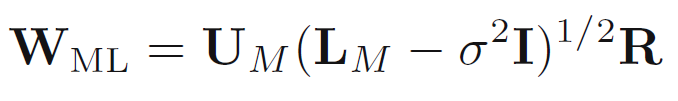 W_ML = U_M(L_M − σ²I)^{1/2}R